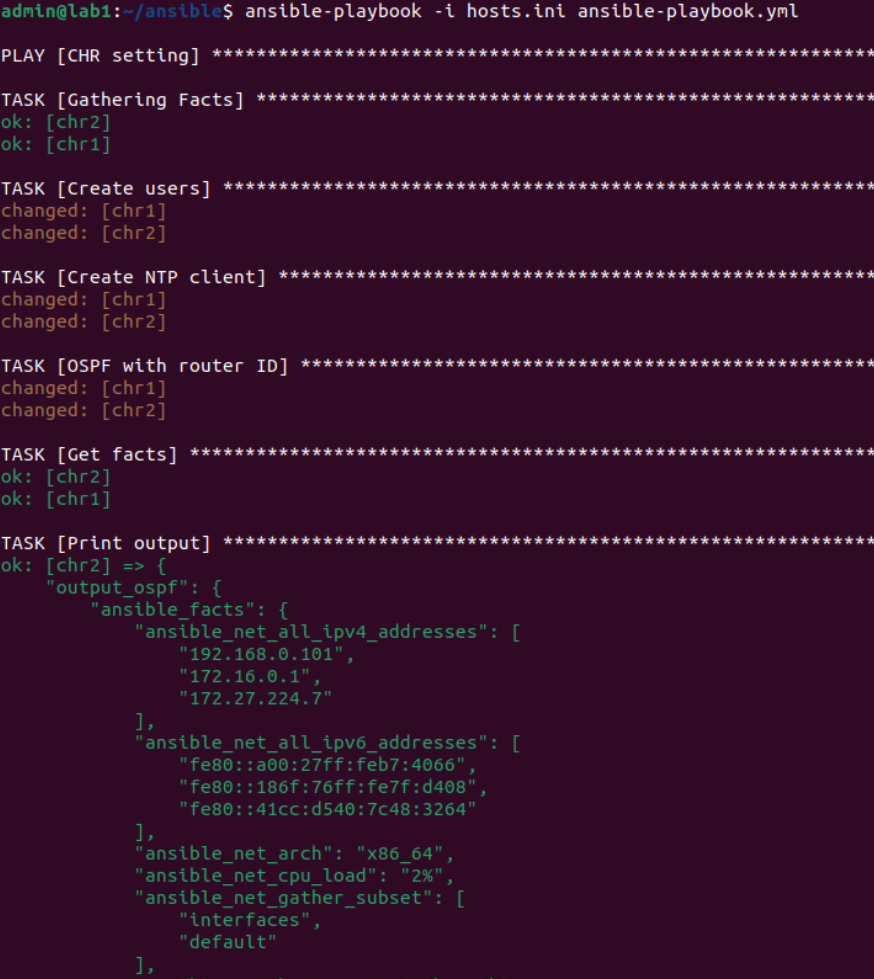 admin@lab1:~/ansible$ ansible-playbook -i hosts.ini ansible-playbook.yml
PLAY [CHR setting] ************************************************************
TASK [Gathering Facts] ********************************************************
ok: [chr2]
ok: [chr1]
TASK [Create users] ***********************************************************
changed: [chr1]
changed: [chr2]
TASK [Create NTP client] ******************************************************
changed: [chr1]
changed: [chr2]
TASK [OSPF with router ID] ****************************************************
changed: [chr1]
changed: [chr2]
TASK [Get facts] **************************************************************
ok: [chr2]
ok: [chr1]
TASK [Print output] ***********************************************************
ok: [chr2] => {
    "output_ospf": {
        "ansible_facts": {
            "ansible_net_all_ipv4_addresses": [
                "192.168.0.101",
                "172.16.0.1",
                "172.27.224.7"
            ],
            "ansible_net_all_ipv6_addresses": [
                "fe80::a00:27ff:feb7:4066",
                "fe80::186f:76ff:fe7f:d408",
                "fe80::41cc:d540:7c48:3264"
            ],
            "ansible_net_arch": "x86_64",
            "ansible_net_cpu_load": "2%",
            "ansible_net_gather_subset": [
                "interfaces",
                "default"
            ],